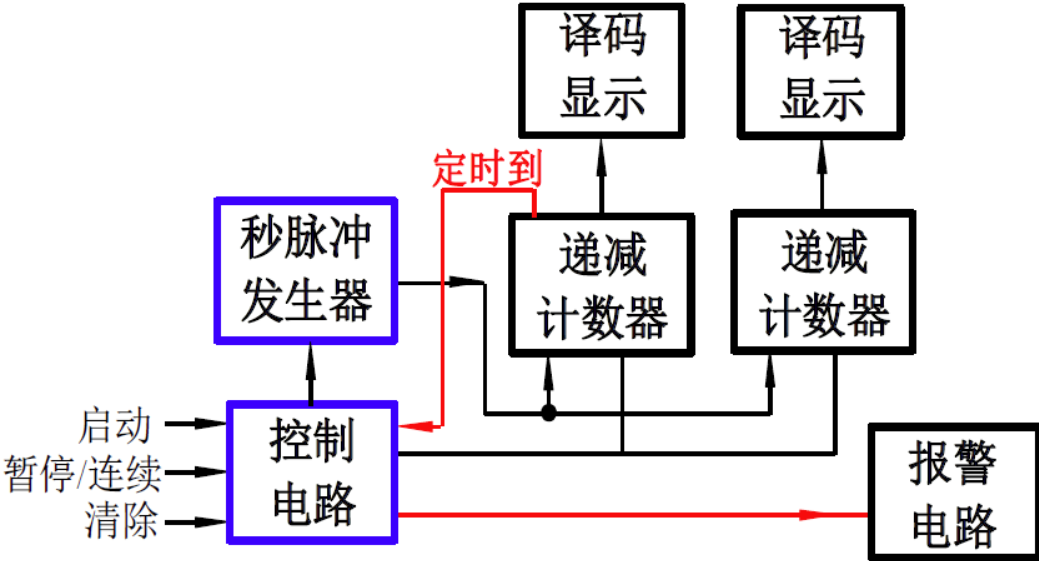 译码
显示
译码
显示
定时到
秒脉冲
发生器
递减
计数器
递减
计数器
启动
暂停/连续
清除
控制
电路
报警
电路